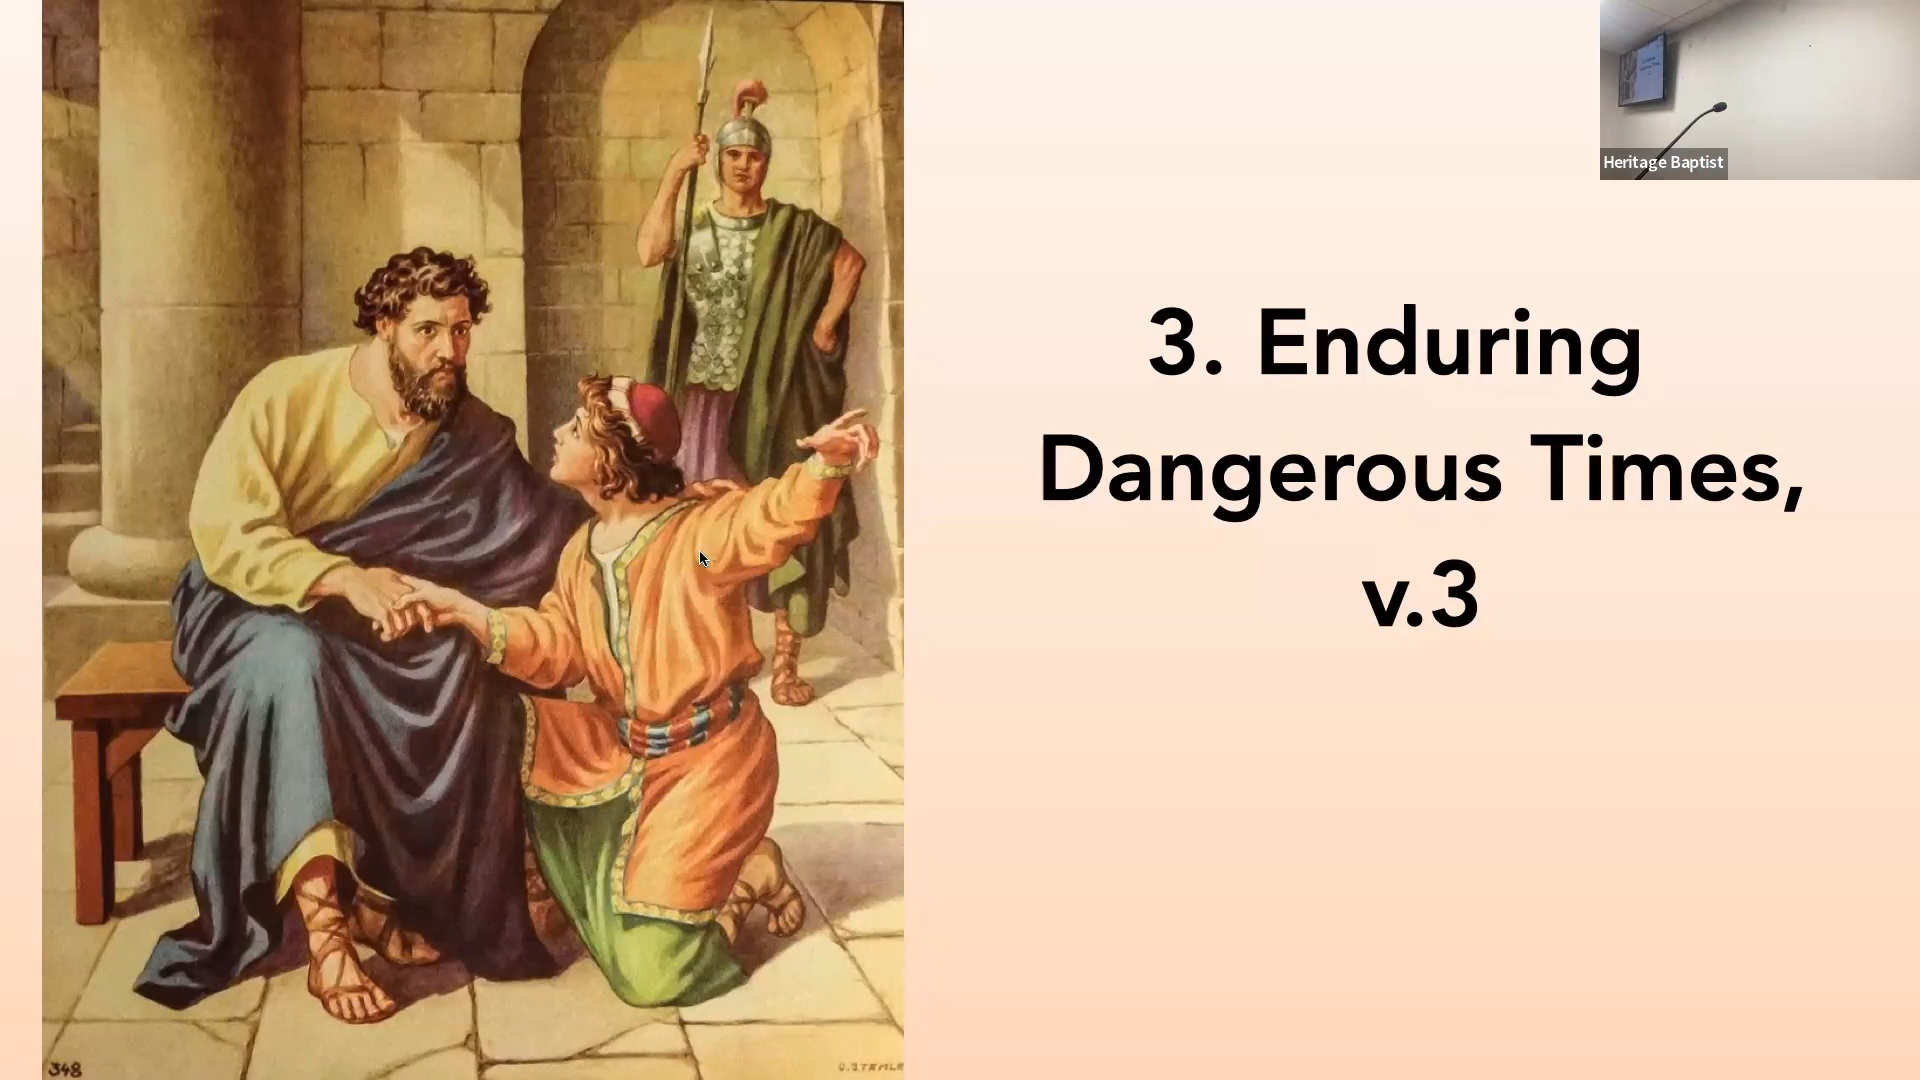 Heritage Baptist
3. Enduring
Dangerous Times,
v.3
348